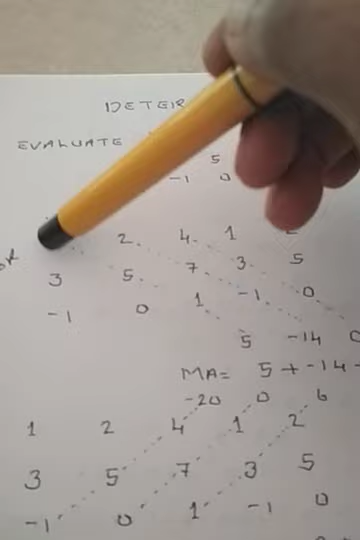 DETER
EVALUATE
5
-1 0
2 4 1
3 5 7 3 5
-1 0 1 -1 0
5 -14
MA= 5 + -14 -
-20 0 6
1 2 4 1 2
3 5 7 3 5
-1 0 1 -1 0